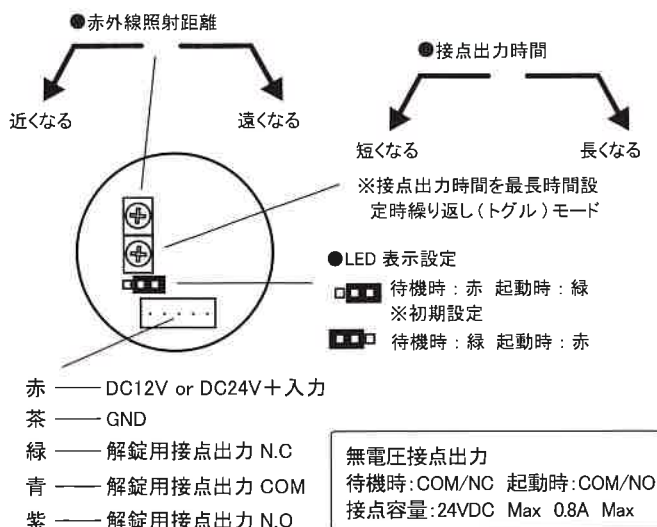 ●赤外線照射距離
近くなる
遠くなる
●接点出力時間
短くなる
長くなる
※接点出力時間を最長時間設
定時繰り返し(トグル)モード
●LED 表示設定
待機時:赤 起動時:緑
※初期設定
待機時:緑 起動時:赤
赤 ── DC12V or DC24V+入力
茶 ── GND
緑 ── 解錠用接点出力 N.C
青 ── 解錠用接点出力 COM
紫 ── 解錠用接点出力 N.O
無電圧接点出力
待機時:COM/NC 起動時:COM/NO
接点容量:24VDC Max 0.8A Max